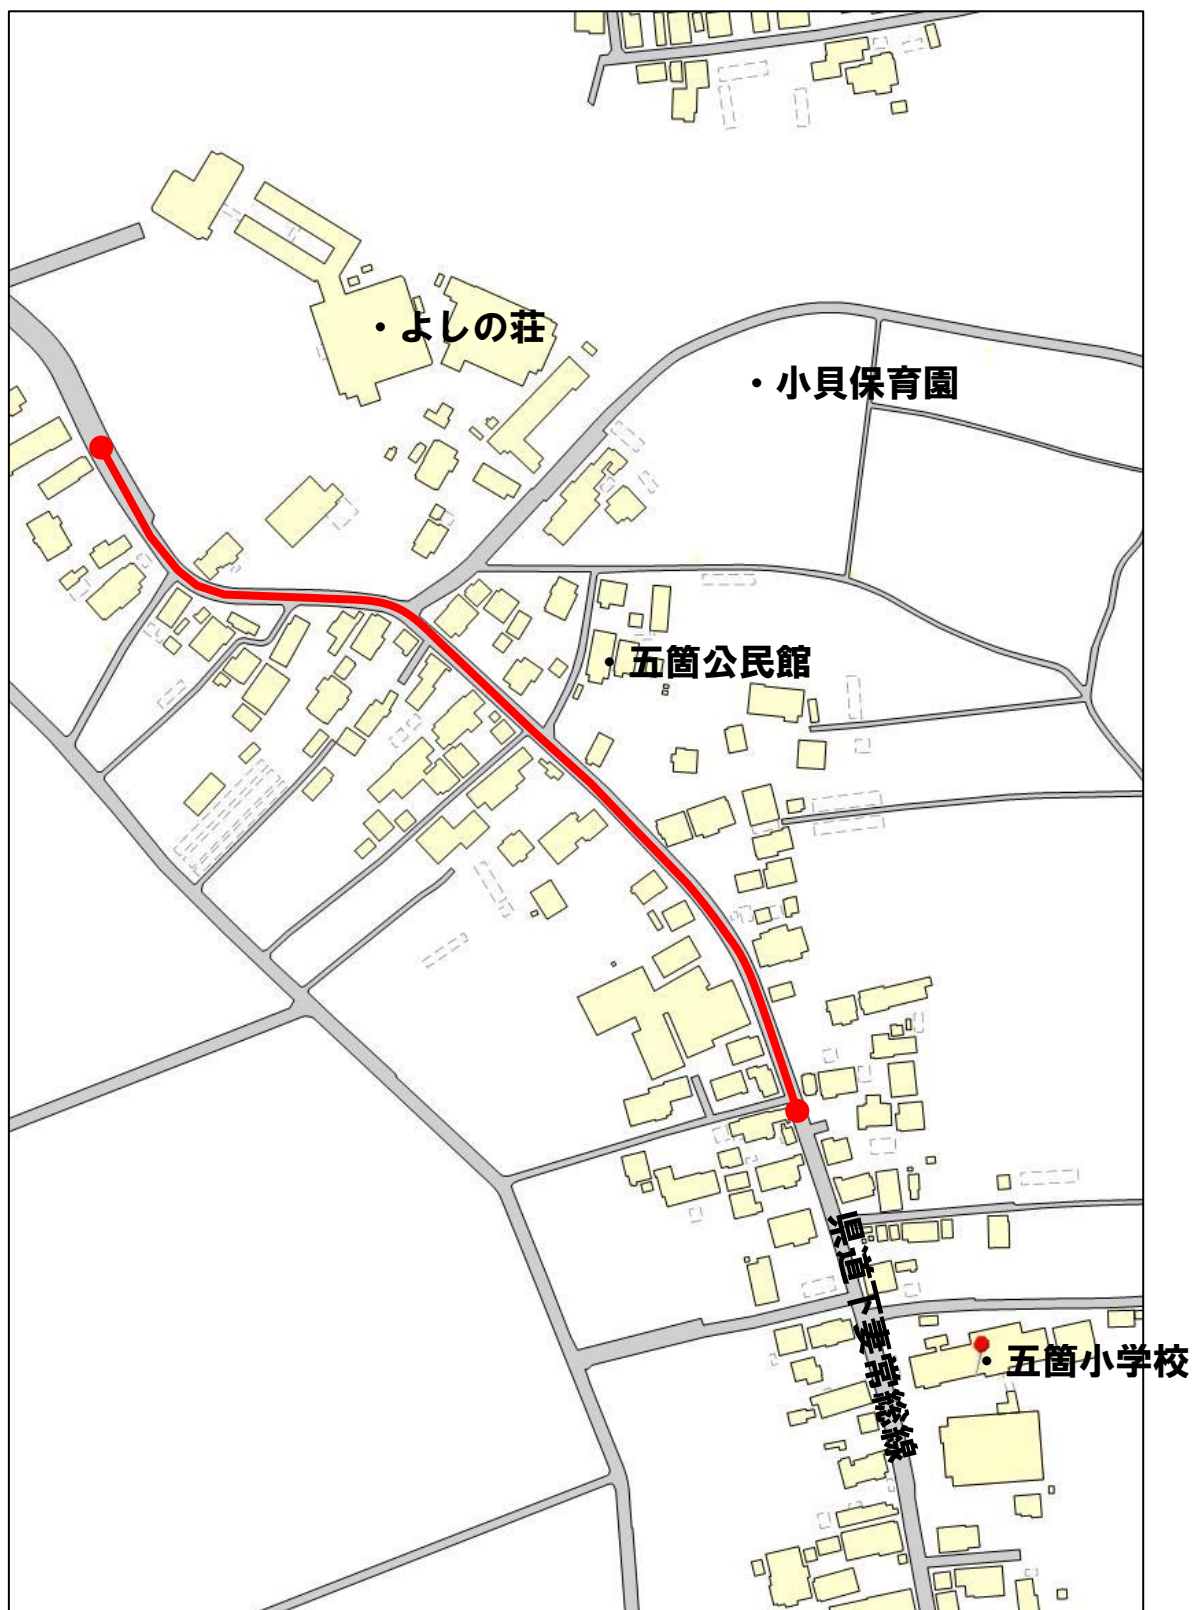 ・よしの荘
・小貝保育園
・五箇公民館
県道下妻常総線
・五箇小学校